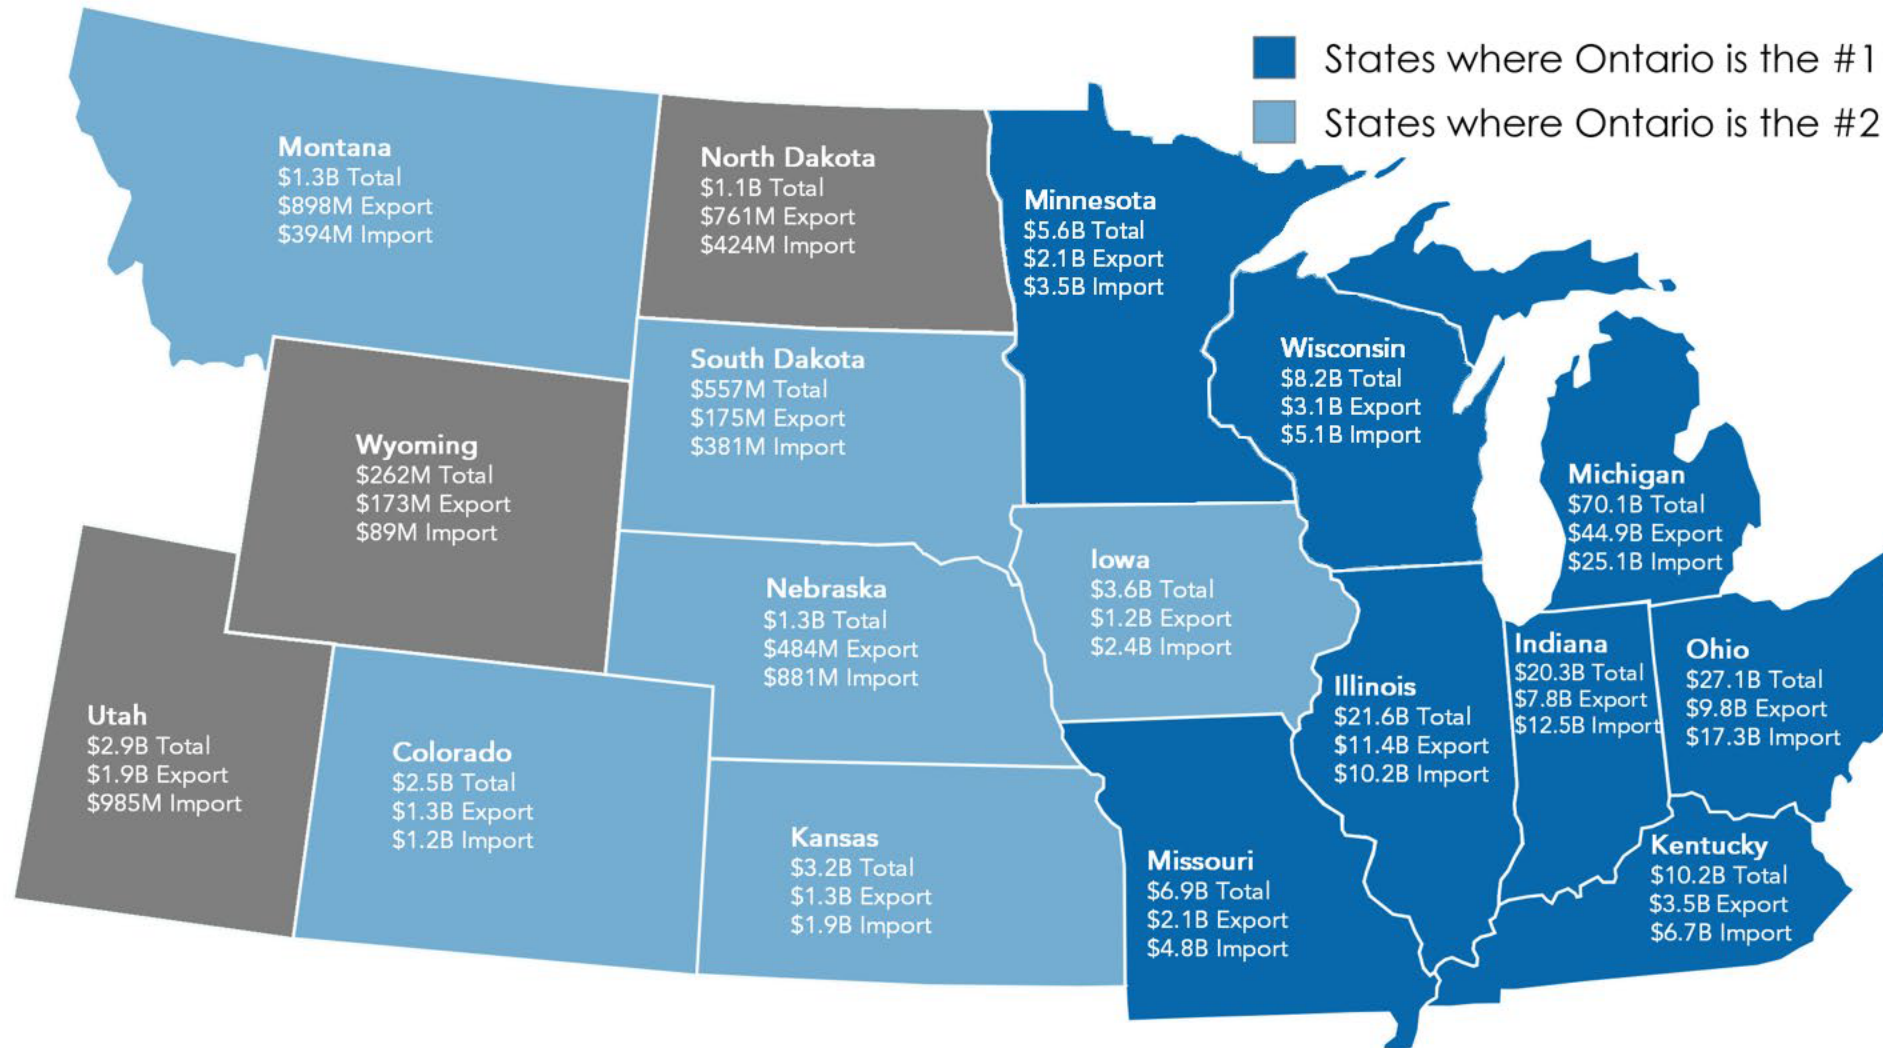 States where Ontario is the #1
States where Ontario is the #2
Montana
$1.3B Total
$898M Export
$394M Import
North Dakota
$1.1B Total
$761M Export
$424M Import
Minnesota
$5.6B Total
$2.1B Export
$3.5B Import
South Dakota
$557M Total
$175M Export
$381M Import
Wisconsin
$8.2B Total
$3.1B Export
$5.1B Import
Wyoming
$262M Total
$173M Export
$89M Import
Michigan
$70.1B Total
$44.9B Export
$25.1B Import
Nebraska
$1.3B Total
$484M Export
$881M Import
Iowa
$3.6B Total
$1.2B Export
$2.4B Import
Indiana
$20.3B Total
$7.8B Export
$12.5B Import
Ohio
$27.1B Total
$9.8B Export
$17.3B Import
Illinois
$21.6B Total
$11.4B Export
$10.2B Import
Utah
$2.9B Total
$1.9B Export
$985M Import
Colorado
$2.5B Total
$1.3B Export
$1.2B Import
Kansas
$3.2B Total
$1.3B Export
$1.9B Import
Missouri
$6.9B Total
$2.1B Export
$4.8B Import
Kentucky
$10.2B Total
$3.5B Export
$6.7B Import